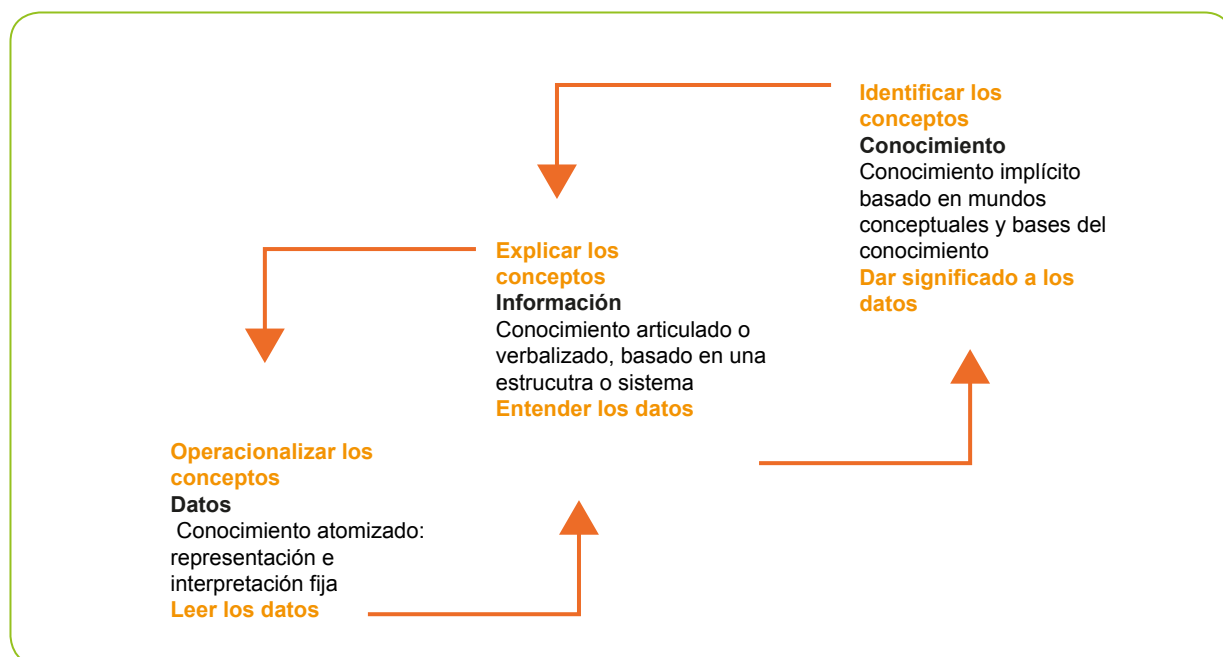 Identificar los
conceptos
Conocimiento
Conocimiento implícito
basado en mundos
conceptuales y bases del
conocimiento
Dar significado a los
datos
Explicar los
conceptos
Información
Conocimiento articulado o
verbalizado, basado en una
estrucutra o sistema
Entender los datos
Operacionalizar los
conceptos
Datos
Conocimiento atomizado:
representación e
interpretación fija
Leer los datos